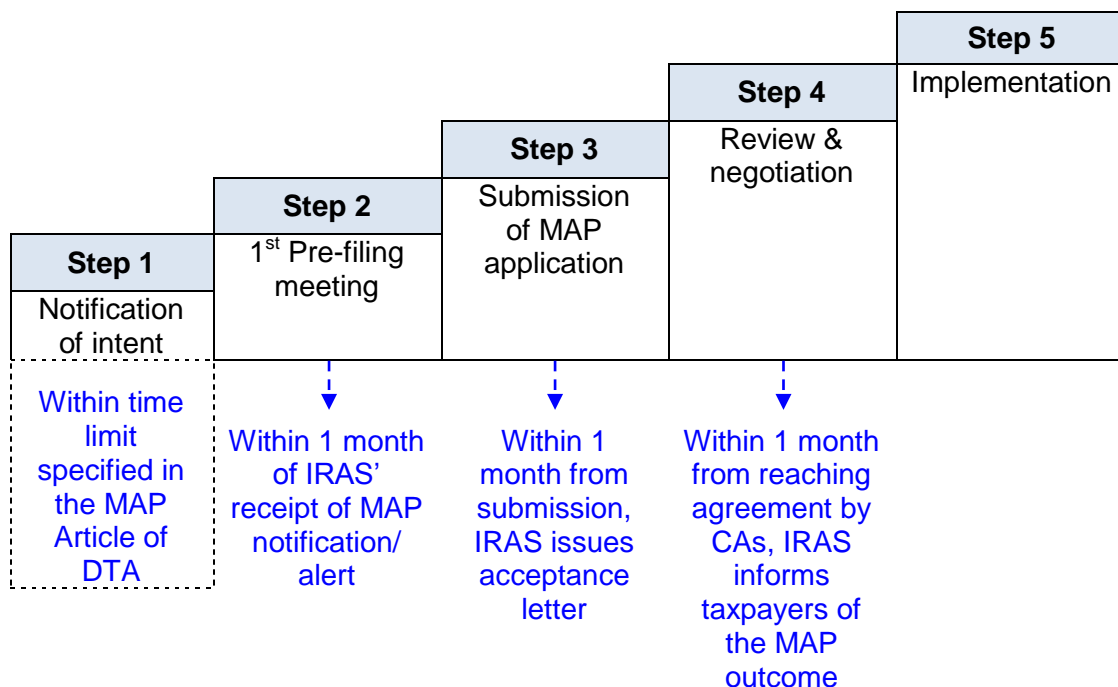 Step 1
Notification
of intent
Within time
limit
specified in
the MAP
Article of
DTA
Step 2
1st Pre-filing
meeting
Within 1 month
of IRAS’
receipt of MAP
notification/
alert
Step 3
Submission
of MAP
application
Within 1
month from
submission,
IRAS issues
acceptance
letter
Step 4
Review &
negotiation
Within 1 month
from reaching
agreement by
CAs, IRAS
informs
taxpayers of
the MAP
outcome
Step 5
Implementation